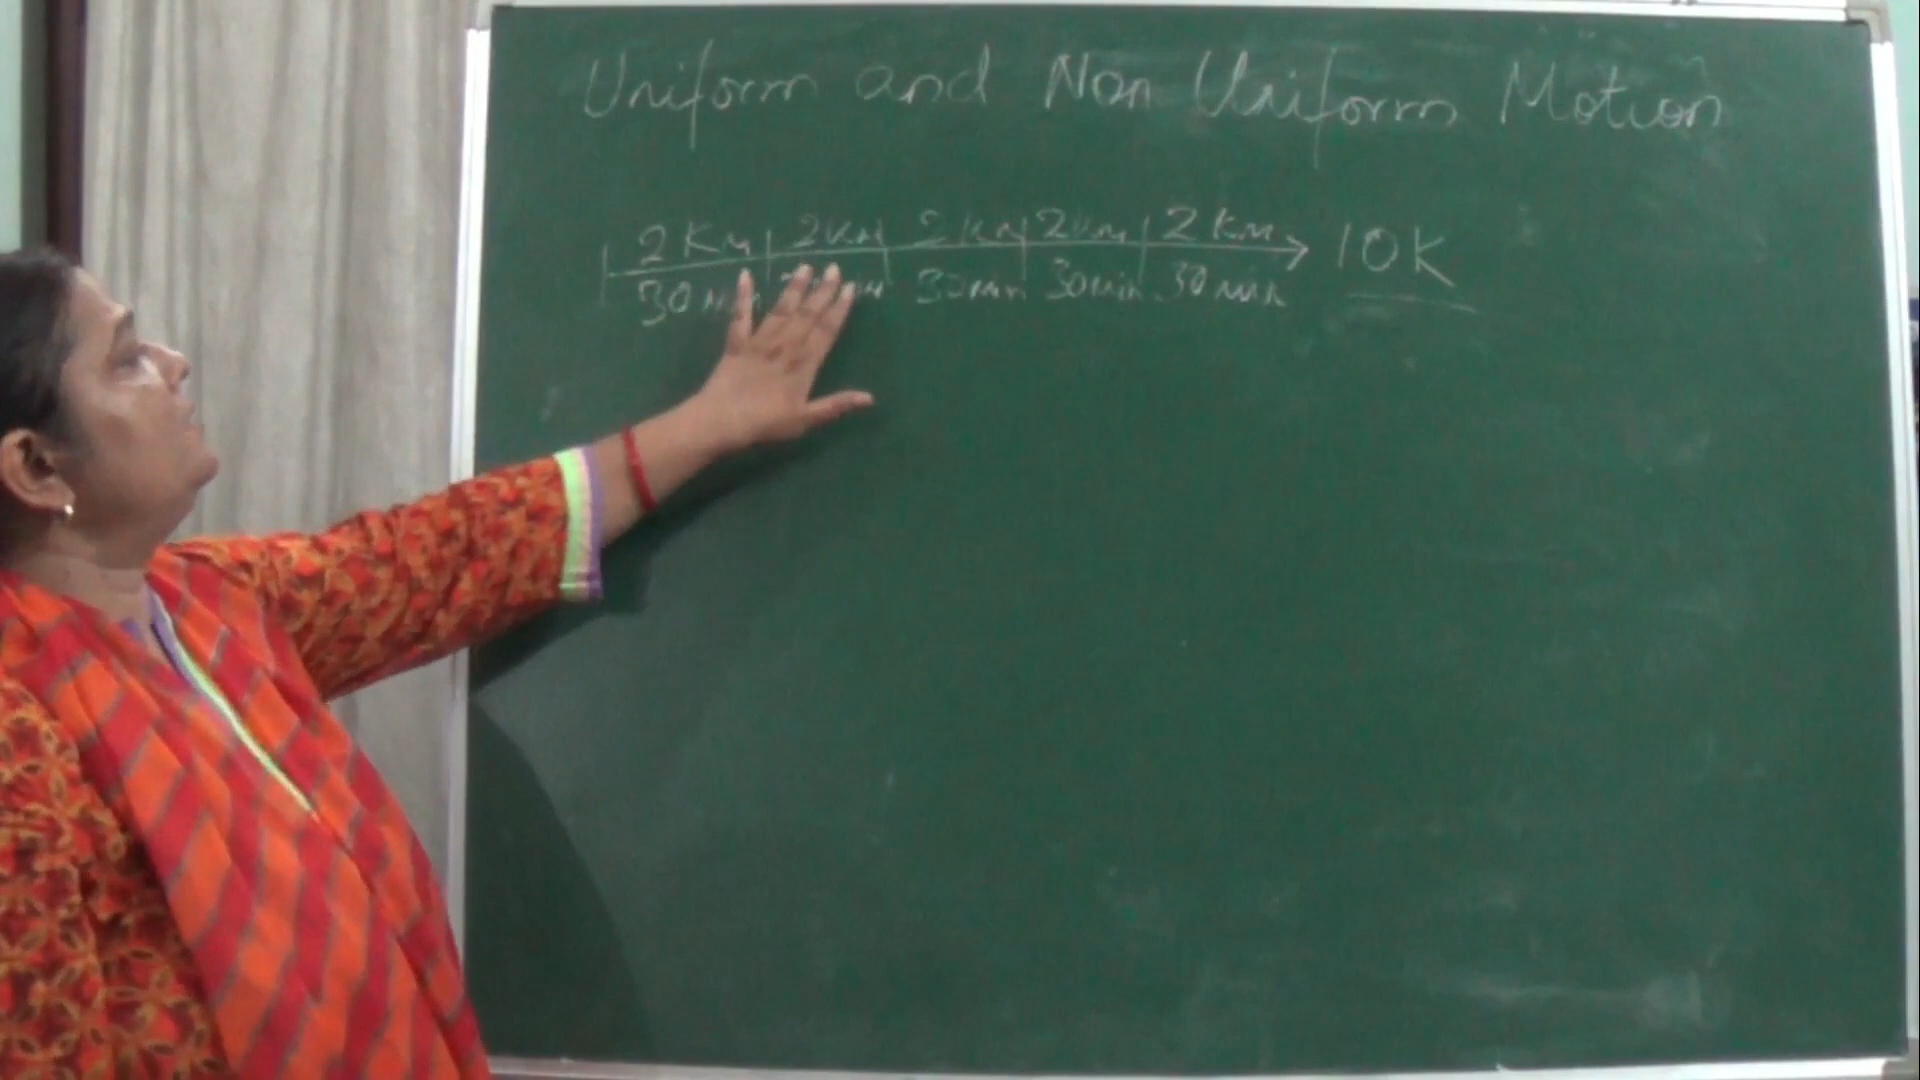 Uniform and Non Uniform Motion
2 Km 2 Km 2 Km 2 Km 2 Km 10 K
30 min 30 min 30 min 30 min